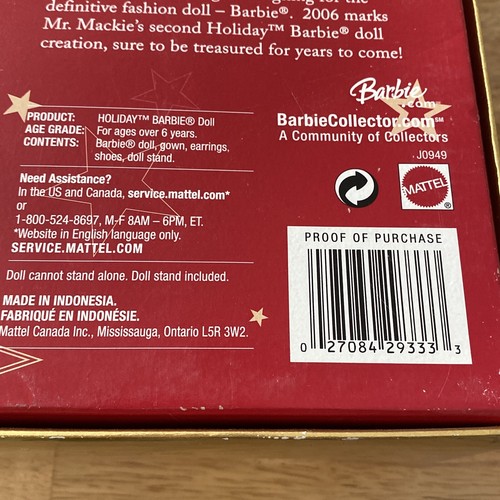 definitive fashion doll – Barbie®. 2006 marks
Mr. Mackie's second Holiday™ Barbie® doll
creation, sure to be treasured for years to come!
Barbie
.com
BarbieCollector.com℠
A Community of Collectors
J0949
PRODUCT: HOLIDAY™ BARBIE® Doll
AGE GRADE: For ages over 6 years.
CONTENTS: Barbie® doll, gown, earrings,
shoes, doll stand.
Need Assistance?
In the US and Canada, service.mattel.com*
or
1-800-524-8697, M-F 8AM – 6PM, ET.
*Website in English language only.
SERVICE.MATTEL.COM
MATTEL®
Doll cannot stand alone. Doll stand included.
MADE IN INDONESIA.
FABRIQUÉ EN INDONÉSIE.
Mattel Canada Inc., Mississauga, Ontario L5R 3W2.
PROOF OF PURCHASE
0 27084 29333 3